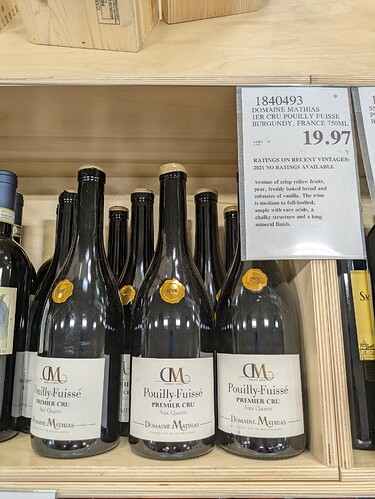 1840493
DOMAINE MATHIAS
1ER CRU POUILLY FUISSE
BURGUNDY, FRANCE 750ML
19.97
RATINGS ON RECENT VINTAGES:
2021 NO RATINGS AVAILABLE
Aromas of crisp yellow fruits,
pear, freshly baked bread and
subnotes of vanilla. The wine
is medium to full-bodied,
ample with racy acids, a
chalky structure and a long
mineral finish.
DM
Pouilly-Fuissé
PREMIER CRU
Aux Quarts
DOMAINE MATHIAS
DM
Pouilly-Fuissé
PREMIER CRU
Aux Quarts
DOMAINE MATHIAS
DM
Pouilly-Fuissé
PREMIER CRU
Aux Quarts
DOMAINE MATHIAS